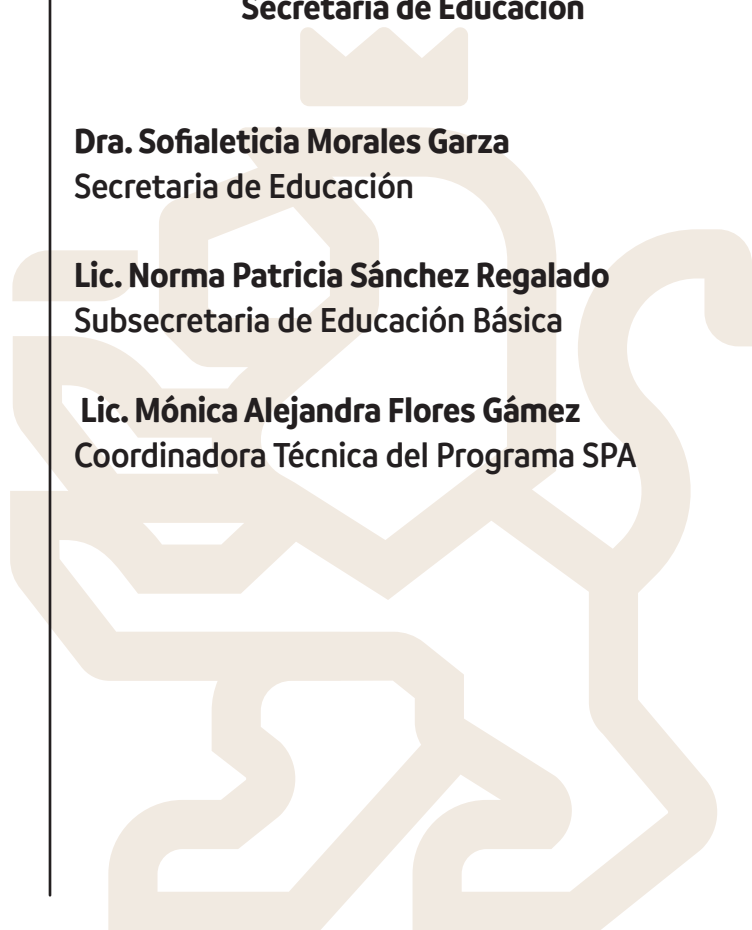 Secretaría de Educación
Dra. Sofialeticia Morales Garza
Secretaria de Educación
Lic. Norma Patricia Sánchez Regalado
Subsecretaria de Educación Básica
Lic. Mónica Alejandra Flores Gámez
Coordinadora Técnica del Programa SPA